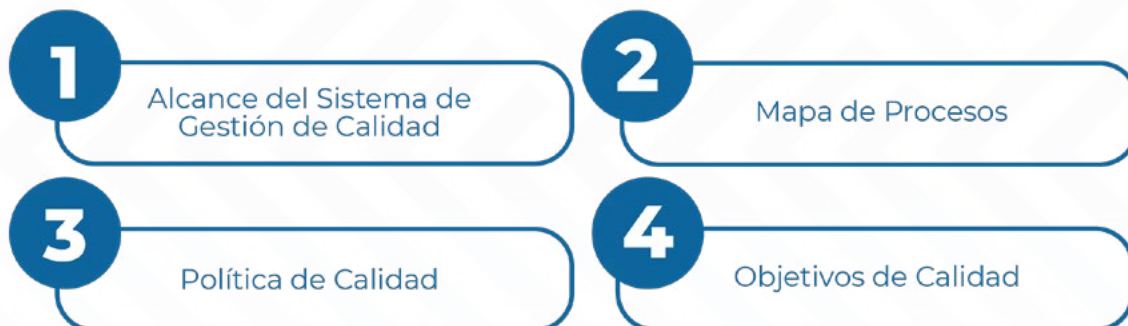 1
Alcance del Sistema de
Gestión de Calidad
2
Mapa de Procesos
3
Política de Calidad
4
Objetivos de Calidad